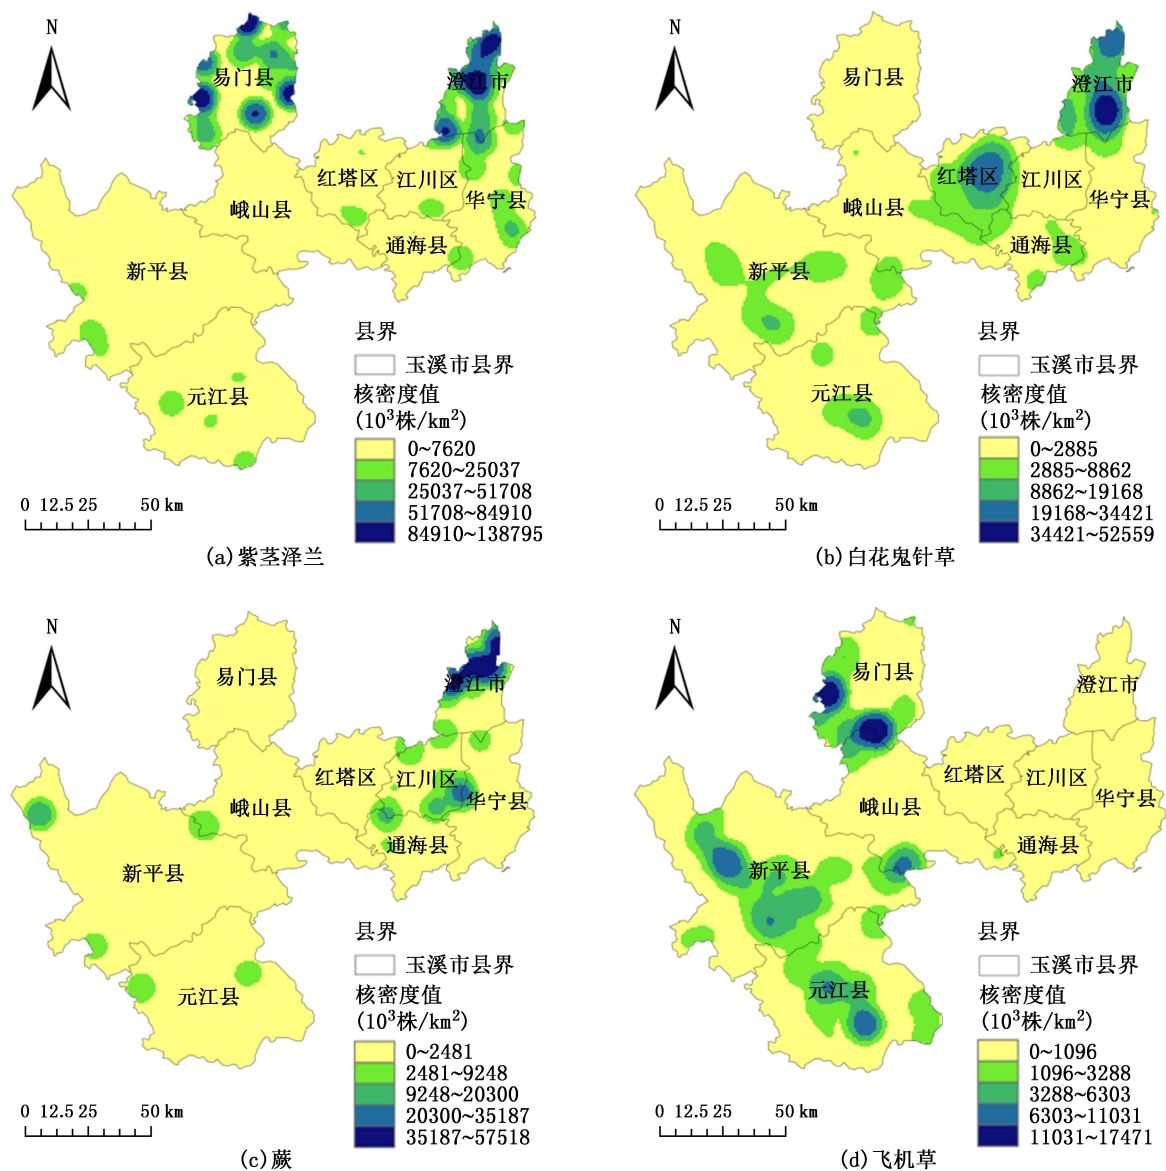 N
易门县
澄江市
红塔区
江川区
华宁县
峨山县
通海县
新平县
元江县
县界
玉溪市县界
核密度值
(10³株/km²)
0~7620
7620~25037
25037~51708
51708~84910
84910~138795
0 12.5 25 50 km
(a)紫茎泽兰
N
易门县
澄江市
红塔区
江川区
华宁县
峨山县
通海县
新平县
元江县
县界
玉溪市县界
核密度值
(10³株/km²)
0~2885
2885~8862
8862~19168
19168~34421
34421~52559
0 12.5 25 50 km
(b)白花鬼针草
N
易门县
澄江市
红塔区
江川区
华宁县
峨山县
通海县
新平县
元江县
县界
玉溪市县界
核密度值
(10³株/km²)
0~2481
2481~9248
9248~20300
20300~35187
35187~57518
0 12.5 25 50 km
(c)蕨
N
易门县
澄江市
红塔区
江川区
华宁县
峨山县
通海县
新平县
元江县
县界
玉溪市县界
核密度值
(10³株/km²)
0~1096
1096~3288
3288~6303
6303~11031
11031~17471
0 12.5 25 50 km
(d)飞机草